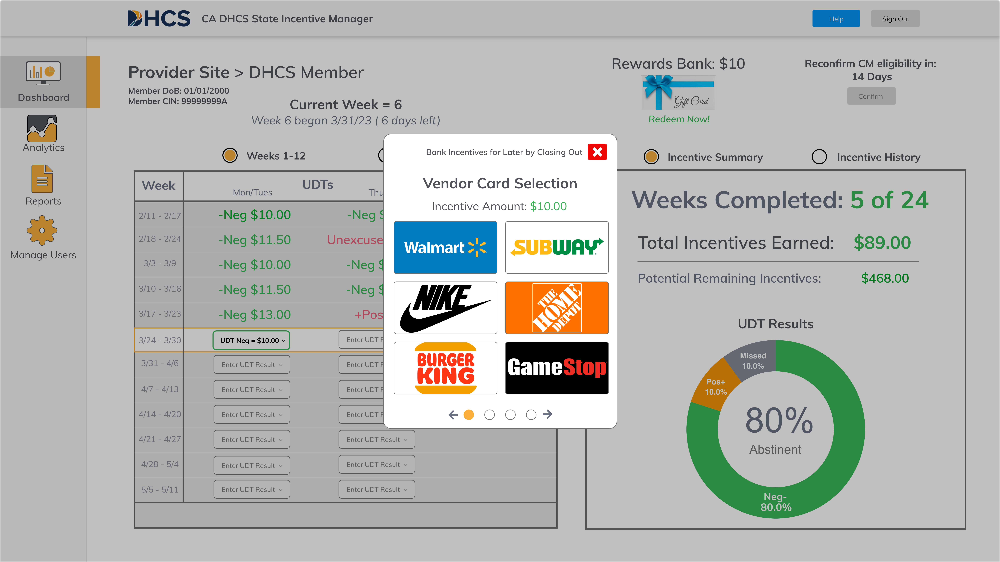 DHCS CA DHCS State Incentive Manager Help Sign Out
Dashboard
Analytics
Reports
Manage Users
Provider Site > DHCS Member
Member DoB: 01/01/2000
Member CIN: 99999999A
Current Week = 6
Week 6 began 3/31/23 ( 6 days left)
Rewards Bank: $10
Gift Card
Redeem Now!
Reconfirm CM eligibility in:
14 Days
Confirm
Weeks 1-12
Incentive Summary Incentive History
Week UDTs
Mon/Tues Thu
2/11 - 2/17 -Neg $10.00 -Neg $
2/18 - 2/24 -Neg $11.50 Unexcuse
3/3 - 3/9 -Neg $10.00 -Neg $
3/10 - 3/16 -Neg $11.50 -Neg $
3/17 - 3/23 -Neg $13.00 +Pos
3/24 - 3/30 UDT Neg = $10.00 Enter UDT
3/31 - 4/6 Enter UDT Result Enter UDT
4/7 - 4/13 Enter UDT Result Enter UDT
4/14 - 4/20 Enter UDT Result Enter UDT
4/21 - 4/27 Enter UDT Result Enter UDT Result
4/28 - 5/4 Enter UDT Result Enter UDT Result
5/5 - 5/11 Enter UDT Result Enter UDT Result
Bank Incentives for Later by Closing Out
Vendor Card Selection
Incentive Amount: $10.00
Walmart SUBWAY
NIKE THE HOME DEPOT
BURGER KING GameStop
Weeks Completed: 5 of 24
Total Incentives Earned: $89.00
Potential Remaining Incentives: $468.00
UDT Results
Missed
10.0%
Pos+
10.0%
80%
Abstinent
Neg-
80.0%